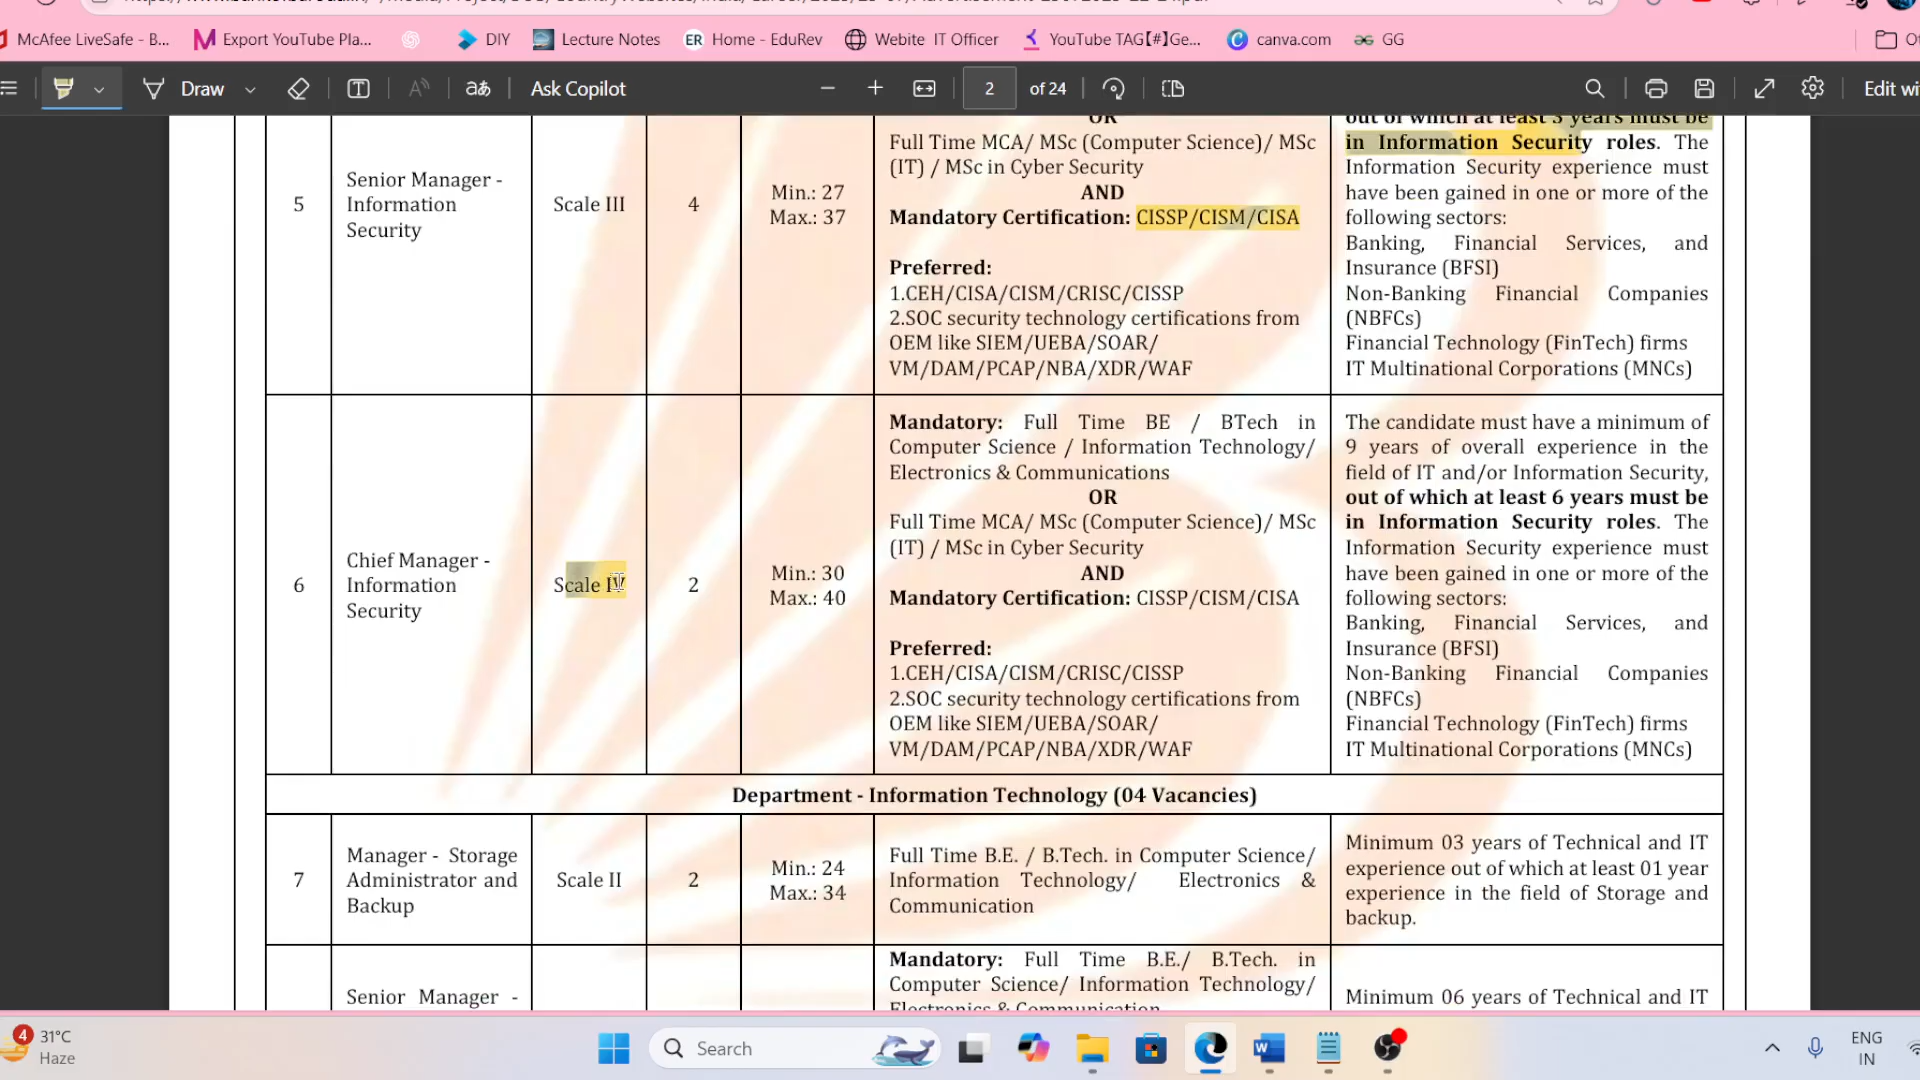 McAfee LiveSafe - B...
Export YouTube Pla...
DIY
Lecture Notes
ER Home - EduRev
Webite IT Officer
YouTube TAG【#】Ge...
canva.com
GG
Draw
Ask Copilot
2
of 24
Edit wi
OR
Full Time MCA/ MSc (Computer Science)/ MSc
(IT) / MSc in Cyber Security
AND
Mandatory Certification: CISSP/CISM/CISA
Preferred:
1.CEH/CISA/CISM/CRISC/CISSP
2.SOC security technology certifications from
OEM like SIEM/UEBA/SOAR/
VM/DAM/PCAP/NBA/XDR/WAF
5
Senior Manager -
Information
Security
Scale III
4
Min.: 27
Max.: 37
out of which at least 3 years must be
in Information Security roles. The
Information Security experience must
have been gained in one or more of the
following sectors:
Banking, Financial Services, and
Insurance (BFSI)
Non-Banking Financial Companies
(NBFCs)
Financial Technology (FinTech) firms
IT Multinational Corporations (MNCs)
6
Chief Manager -
Information
Security
Scale IV
2
Min.: 30
Max.: 40
Mandatory: Full Time BE / BTech in
Computer Science / Information Technology/
Electronics & Communications
OR
Full Time MCA/ MSc (Computer Science)/ MSc
(IT) / MSc in Cyber Security
AND
Mandatory Certification: CISSP/CISM/CISA
Preferred:
1.CEH/CISA/CISM/CRISC/CISSP
2.SOC security technology certifications from
OEM like SIEM/UEBA/SOAR/
VM/DAM/PCAP/NBA/XDR/WAF
The candidate must have a minimum of
9 years of overall experience in the
field of IT and/or Information Security,
out of which at least 6 years must be
in Information Security roles. The
Information Security experience must
have been gained in one or more of the
following sectors:
Banking, Financial Services, and
Insurance (BFSI)
Non-Banking Financial Companies
(NBFCs)
Financial Technology (FinTech) firms
IT Multinational Corporations (MNCs)
Department - Information Technology (04 Vacancies)
7
Manager - Storage
Administrator and
Backup
Scale II
2
Min.: 24
Max.: 34
Full Time B.E. / B.Tech. in Computer Science/
Information Technology/ Electronics &
Communication
Minimum 03 years of Technical and IT
experience out of which at least 01 year
experience in the field of Storage and
backup.
Senior Manager -
Mandatory: Full Time B.E./ B.Tech. in
Computer Science/ Information Technology/
Electronics & Communication
Minimum 06 years of Technical and IT
4
31°C
Haze
Search
ENG
IN